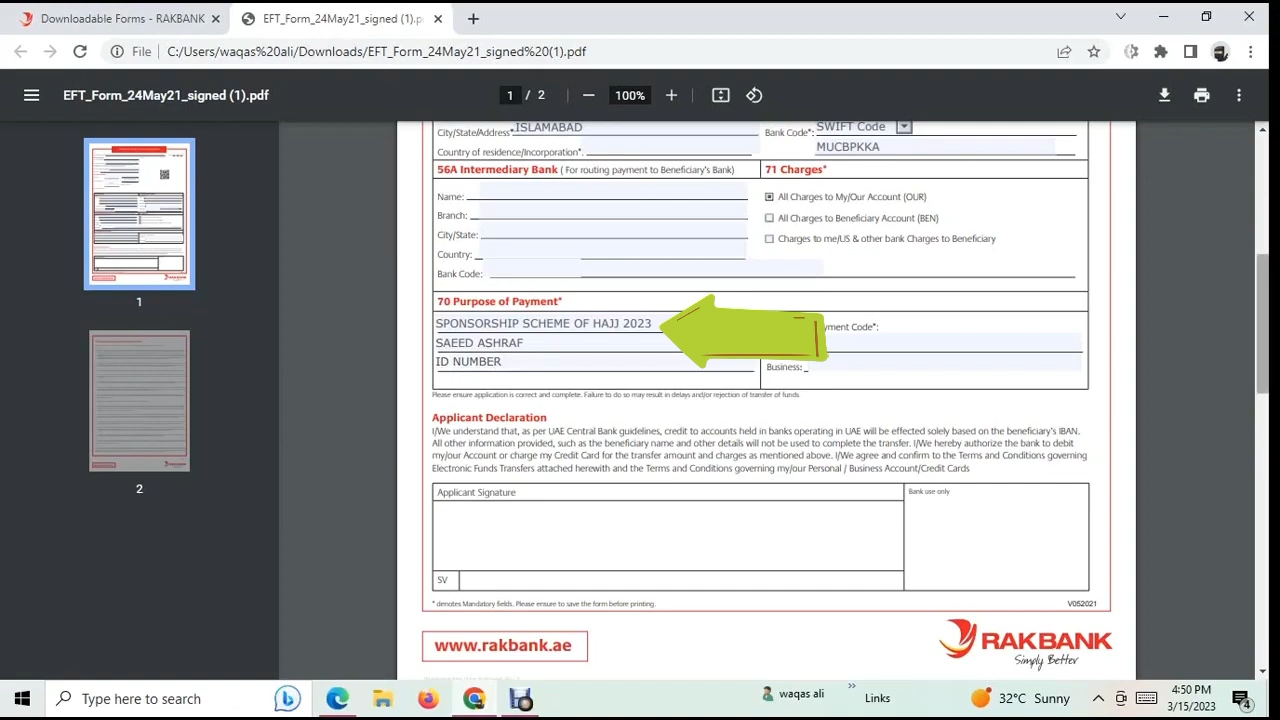 Downloadable Forms - RAKBANK
EFT_Form_24May21_signed (1).p
File C:/Users/waqas%20ali/Downloads/EFT_Form_24May21_signed%20(1).pdf
EFT_Form_24May21_signed (1).pdf
1 / 2
100%
City/State/Address*. ISLAMABAD
Bank Code*: SWIFT Code
Country of residence/Incorporation*.
MUCBPKKA
56A Intermediary Bank ( For routing payment to Beneficiary's Bank)
71 Charges*
Name:
All Charges to My/Our Account (OUR)
Branch:
All Charges to Beneficiary Account (BEN)
City/State:
Charges to me/US & other bank Charges to Beneficiary
Country:
Bank Code:
70 Purpose of Payment*
SPONSORSHIP SCHEME OF HAJJ 2023
yment Code*:
SAEED ASHRAF
ID NUMBER
Business:
Please ensure application is correct and complete. Failure to do so may result in delays and/or rejection of transfer of funds
Applicant Declaration
I/We understand that, as per UAE Central Bank guidelines, credit to accounts held in banks operating in UAE will be effected solely based on the beneficiary's IBAN.
All other information provided, such as the beneficiary name and other details will not be used to complete the transfer. I/We hereby authorize the bank to debit
my/our Account or charge my Credit Card for the transfer amount and charges as mentioned above. I/We agree and confirm to the Terms and Conditions governing
Electronic Funds Transfers attached herewith and the Terms and Conditions governing my/our Personal / Business Account/Credit Cards
Applicant Signature
Bank use only
SV
* denotes Mandatory fields. Please ensure to save the form before printing.
V052021
www.rakbank.ae
RAKBANK
Simply Better
1
2
Type here to search
waqas ali
Links
32°C Sunny
4:50 PM
3/15/2023
4